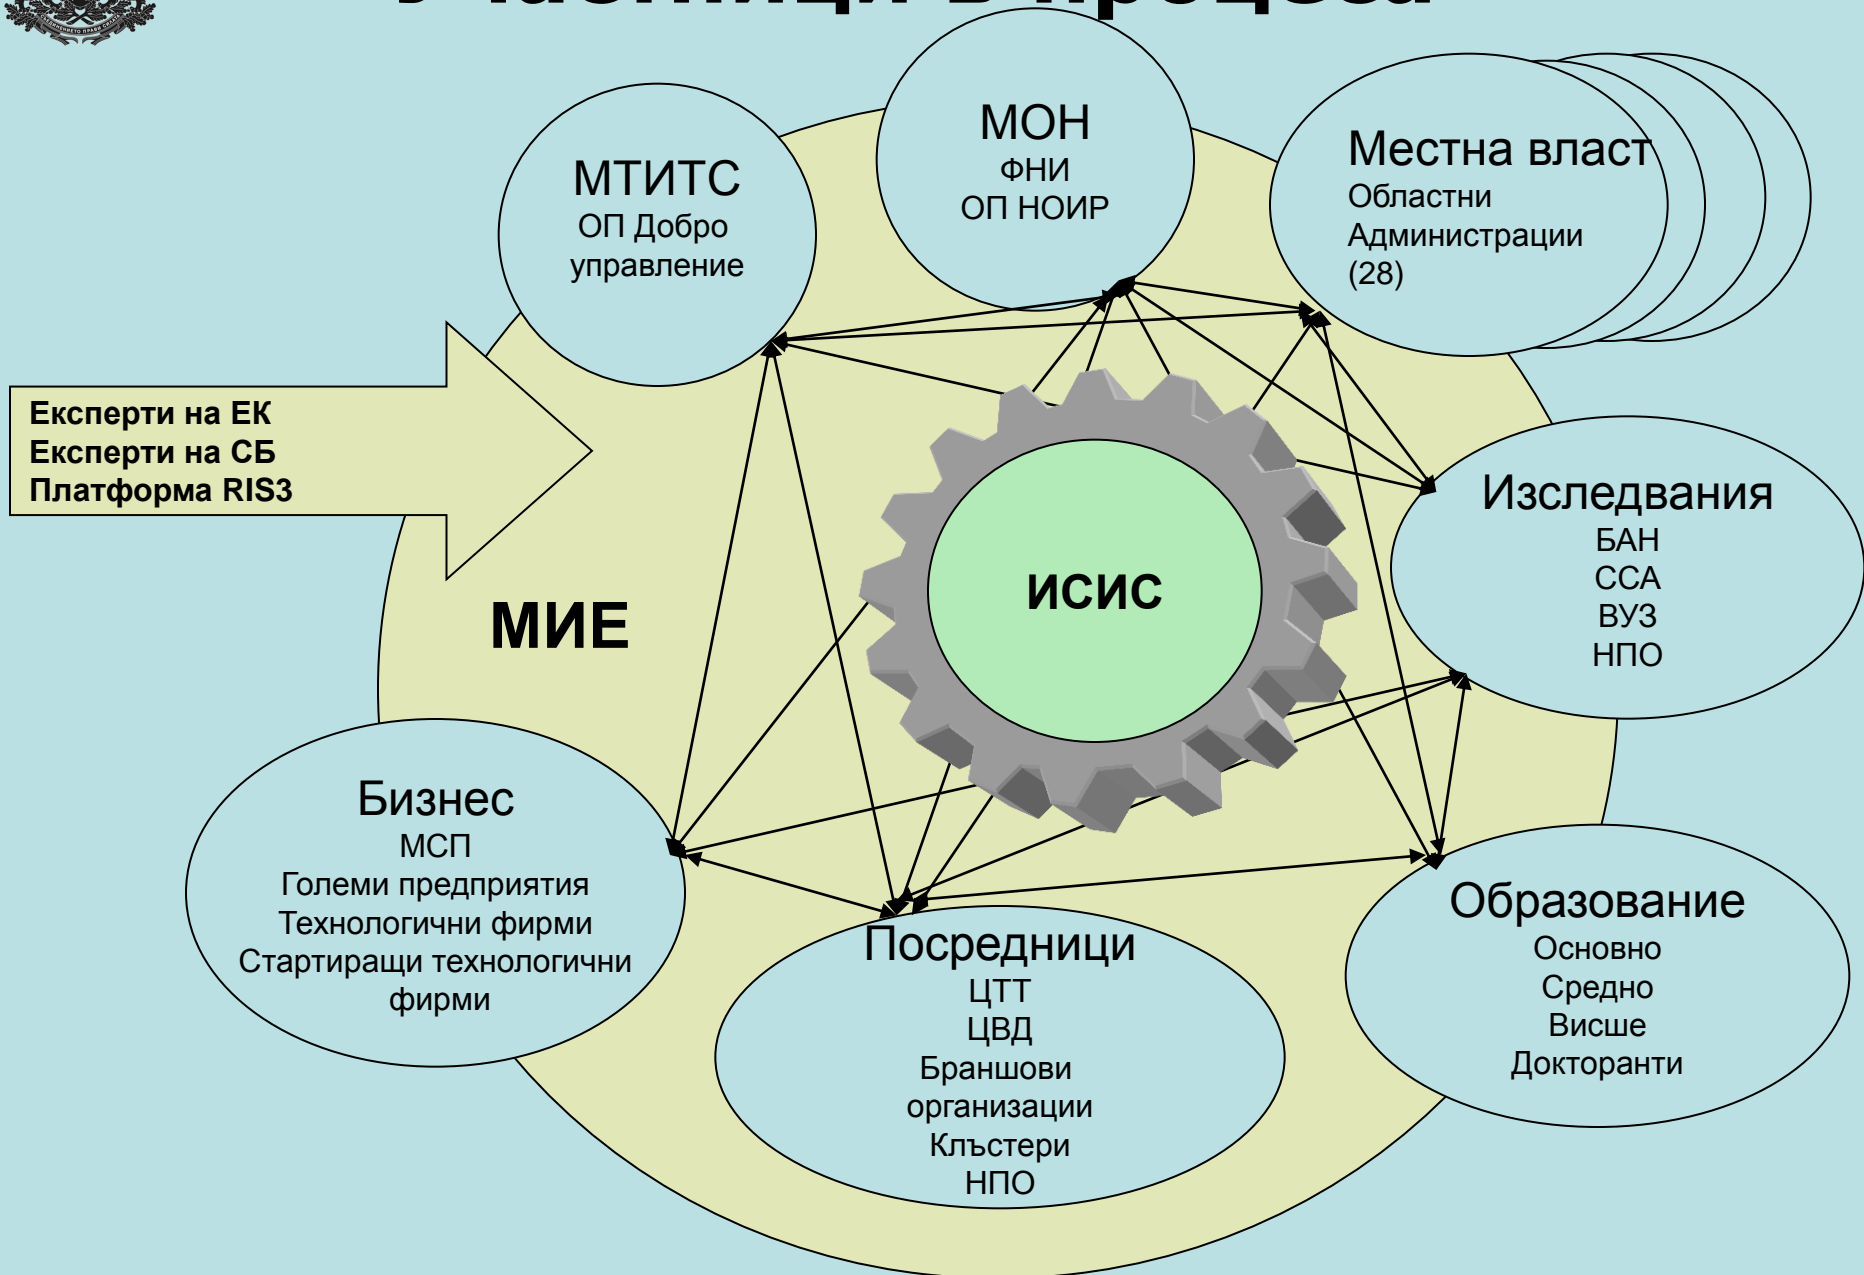 Участници в процеса
МОН
ФНИ
ОП НОИР
МТИТС
ОП Добро
управление
Местна власт
Областни
Администрации
(28)
Експерти на ЕК
Експерти на СБ
Платформа RIS3
Изследвания
БАН
ССА
ВУЗ
НПО
ИСИС
МИЕ
Бизнес
МСП
Големи предприятия
Технологични фирми
Стартиращи технологични
фирми
Посредници
ЦТТ
ЦВД
Браншови
организации
Клъстери
НПО
Образование
Основно
Средно
Висше
Докторанти